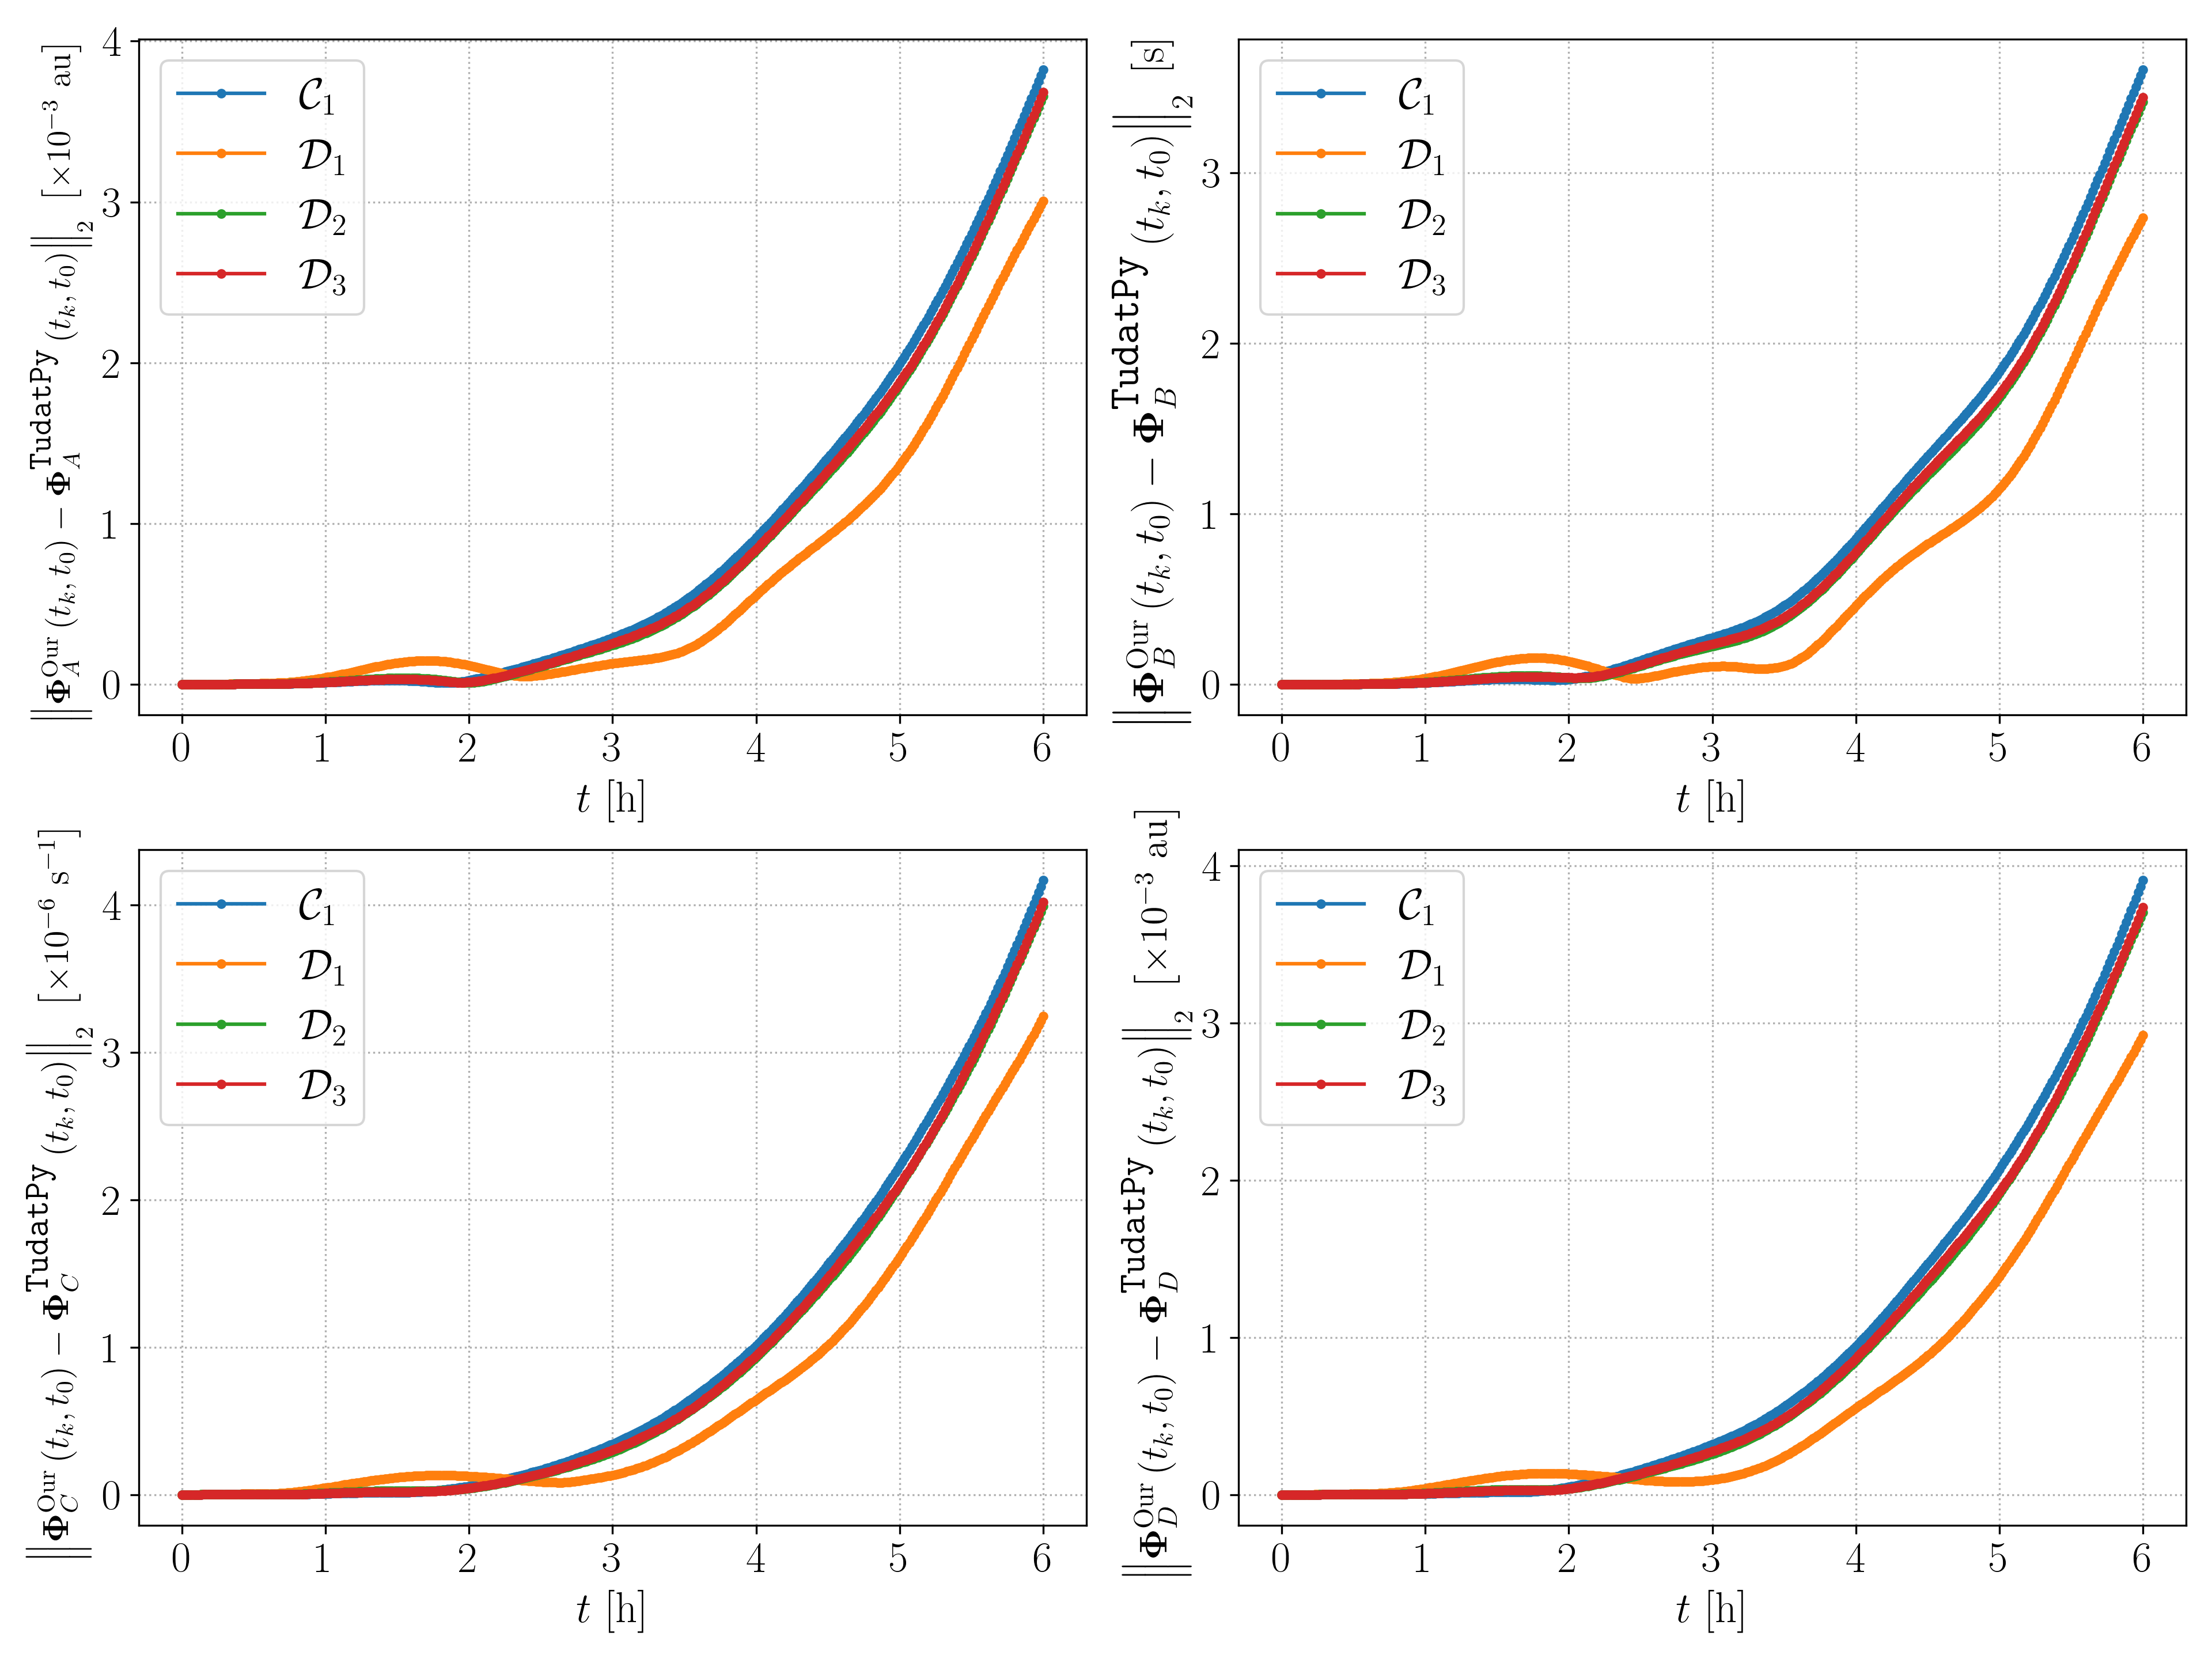 ‖Φ_A^Our (t_k, t_0) − Φ_A^TudatPy (t_k, t_0)‖_2 [×10^−3 au]
4
3
2
1
0
C_1
D_1
D_2
D_3
0 1 2 3 4 5 6
t [h]
‖Φ_B^Our (t_k, t_0) − Φ_B^TudatPy (t_k, t_0)‖_2 [s]
3
2
1
0
C_1
D_1
D_2
D_3
0 1 2 3 4 5 6
t [h]
‖Φ_C^Our (t_k, t_0) − Φ_C^TudatPy (t_k, t_0)‖_2 [×10^−6 s^−1]
4
3
2
1
0
C_1
D_1
D_2
D_3
0 1 2 3 4 5 6
t [h]
‖Φ_D^Our (t_k, t_0) − Φ_D^TudatPy (t_k, t_0)‖_2 [×10^−3 au]
4
3
2
1
0
C_1
D_1
D_2
D_3
0 1 2 3 4 5 6
t [h]